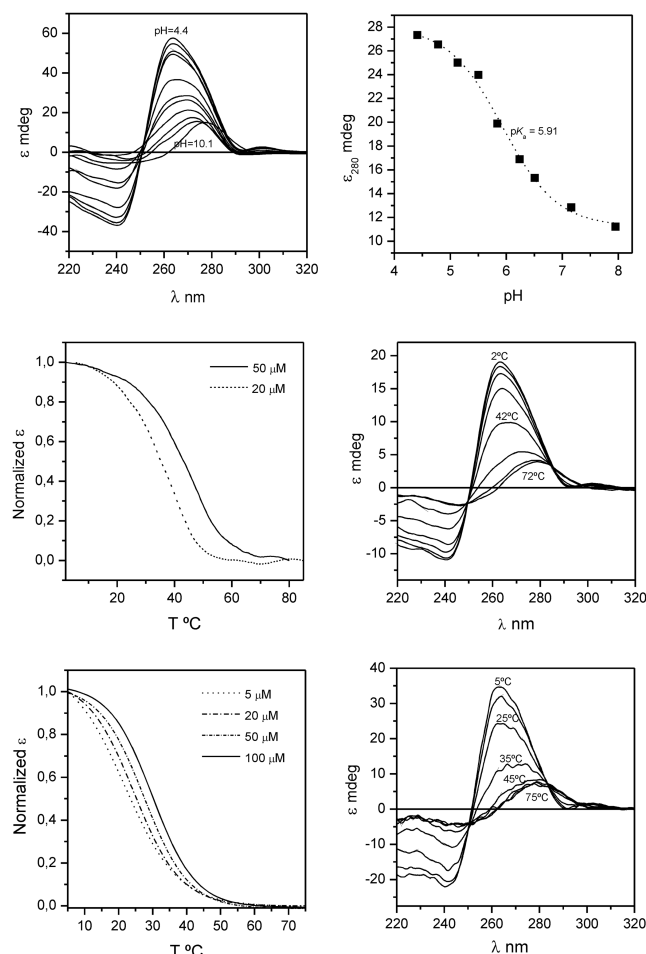 pH=4.4
pH=10.1
60
40
20
0
-20
-40
220 240 260 280 300 320
ε mdeg
λ nm
28
26
24
22
20
18
16
14
12
10
4 5 6 7 8
ε280 mdeg
pKa = 5.91
pH
1,0
0,8
0,6
0,4
0,2
0,0
20 40 60 80
Normalized ε
50 µM
20 µM
T ºC
20
15
10
5
0
-5
-10
220 240 260 280 300 320
ε mdeg
2ºC
42ºC
72ºC
λ nm
1,0
0,8
0,6
0,4
0,2
0,0
10 20 30 40 50 60 70
Normalized ε
5 µM
20 µM
50 µM
100 µM
T ºC
40
30
20
10
0
-10
-20
220 240 260 280 300 320
ε mdeg
5ºC
25ºC
35ºC
45ºC
75ºC
λ nm